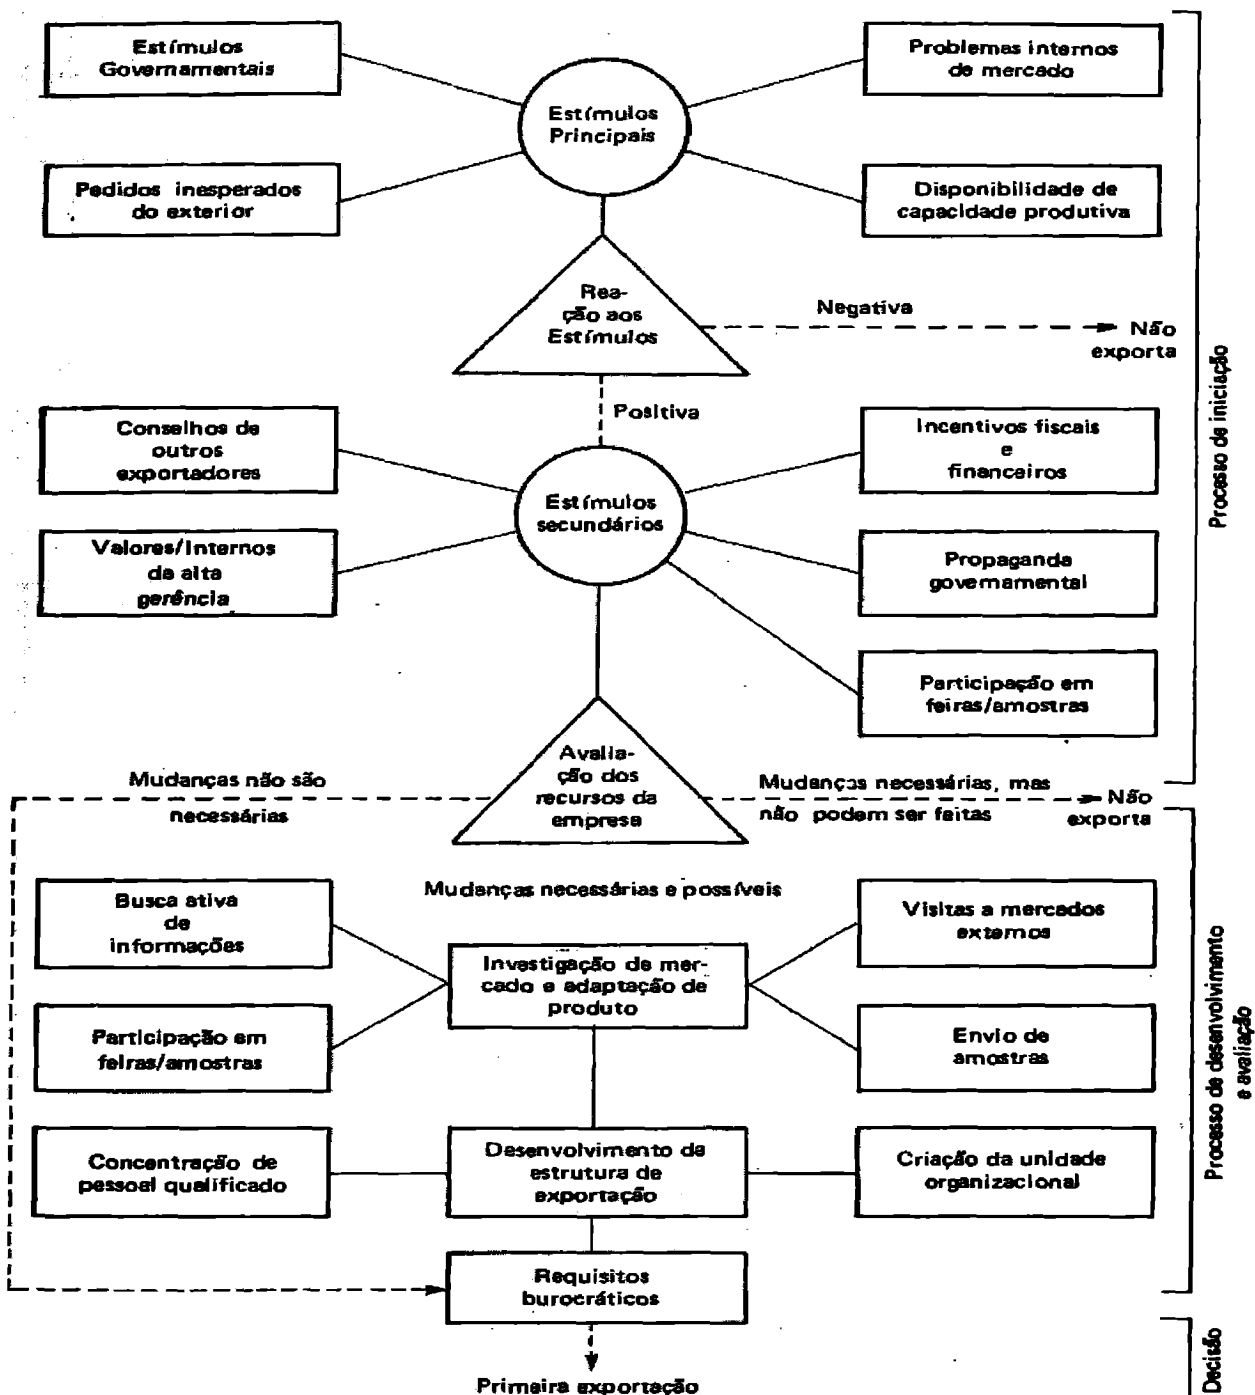 Estímulos
Governamentais
Problemas internos
de mercado
Estímulos
Principais
Pedidos inesperados
do exterior
Disponibilidade de
capacidade produtiva
Rea-
ção aos
Estímulos
Negativa
Não
exporta
Positiva
Processo de iniciação
Conselhos de
outros
exportadores
Incentivos fiscais
e
financeiros
Estímulos
secundários
Valores/Internos
da alta
gerência
Propaganda
governamental
Participação em
feiras/amostras
Mudanças não são
necessárias
Avalia-
ção dos
recursos da
empresa
Mudanças necessárias, mas
não podem ser feitas
Não
exporta
Mudanças necessárias e possíveis
Busca ativa
de
informações
Visitas a mercados
externos
Investigação de mer-
cado e adaptação de
produto
Participação em
feiras/amostras
Envio de
amostras
Processo de desenvolvimento
e avaliação
Concentração de
pessoal qualificado
Desenvolvimento da
estrutura de
exportação
Criação da unidade
organizacional
Requisitos
burocráticos
Decisão
Primeira exportação